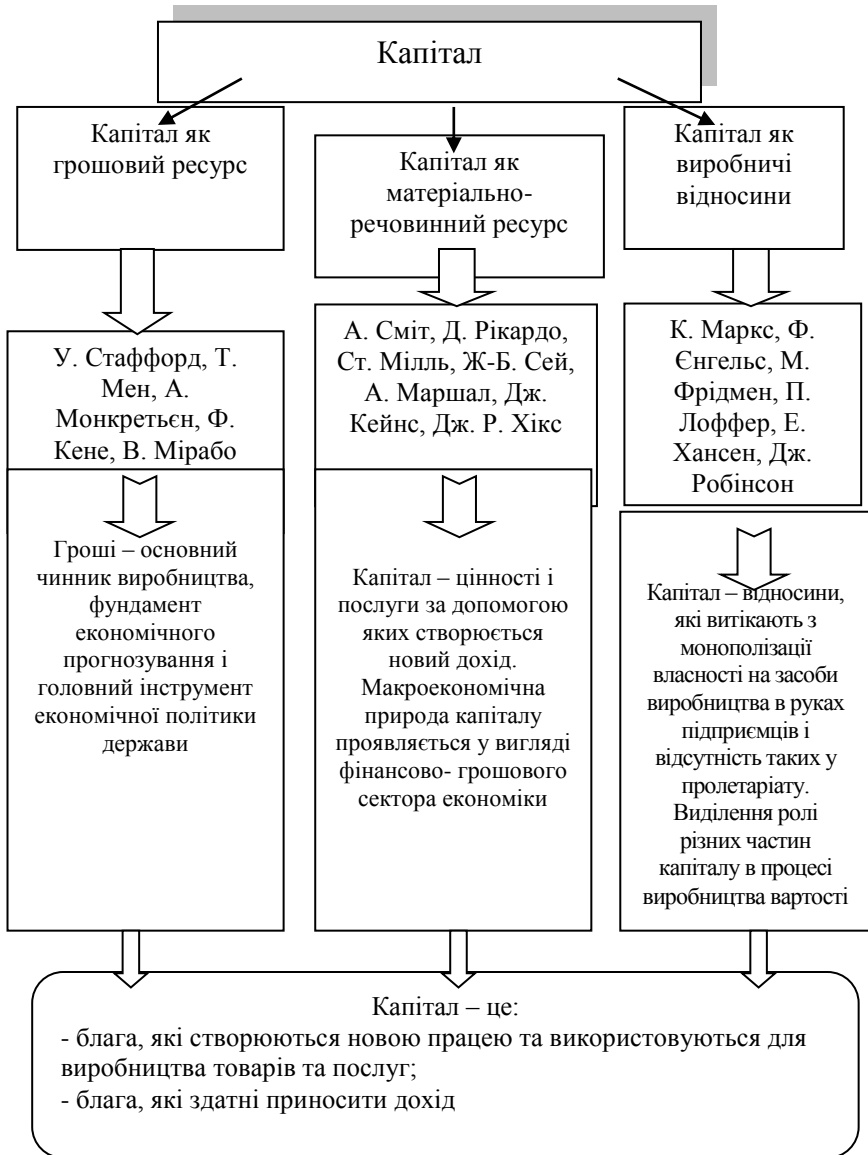 Капітал
Капітал як
грошовий ресурс
Капітал як
матеріально-
речовинний ресурс
Капітал як
виробничі
відносини
У. Стаффорд, Т.
Мен, А.
Монкретьєн, Ф.
Кене, В. Мірабо
А. Сміт, Д. Рікардо,
Ст. Мілль, Ж-Б. Сей,
А. Маршал, Дж.
Кейнс, Дж. Р. Хікс
К. Маркс, Ф.
Єнгельс, М.
Фрідмен, П.
Лоффер, Е.
Хансен, Дж.
Робінсон
Гроші – основний
чинник виробництва,
фундамент
економічного
прогнозування і
головний інструмент
економічної політики
держави
Капітал – цінності і
послуги за допомогою
яких створюється
новий дохід.
Макроекономічна
природа капіталу
проявляється у вигляді
фінансово- грошового
сектора економіки
Капітал – відносини,
які витікають з
монополізації
власності на засоби
виробництва в руках
підприємців і
відсутність таких у
пролетаріату.
Виділення ролі
різних частин
капіталу в процесі
виробництва вартості
Капітал – це:
- блага, які створюються новою працею та використовуються для
виробництва товарів та послуг;
- блага, які здатні приносити дохід